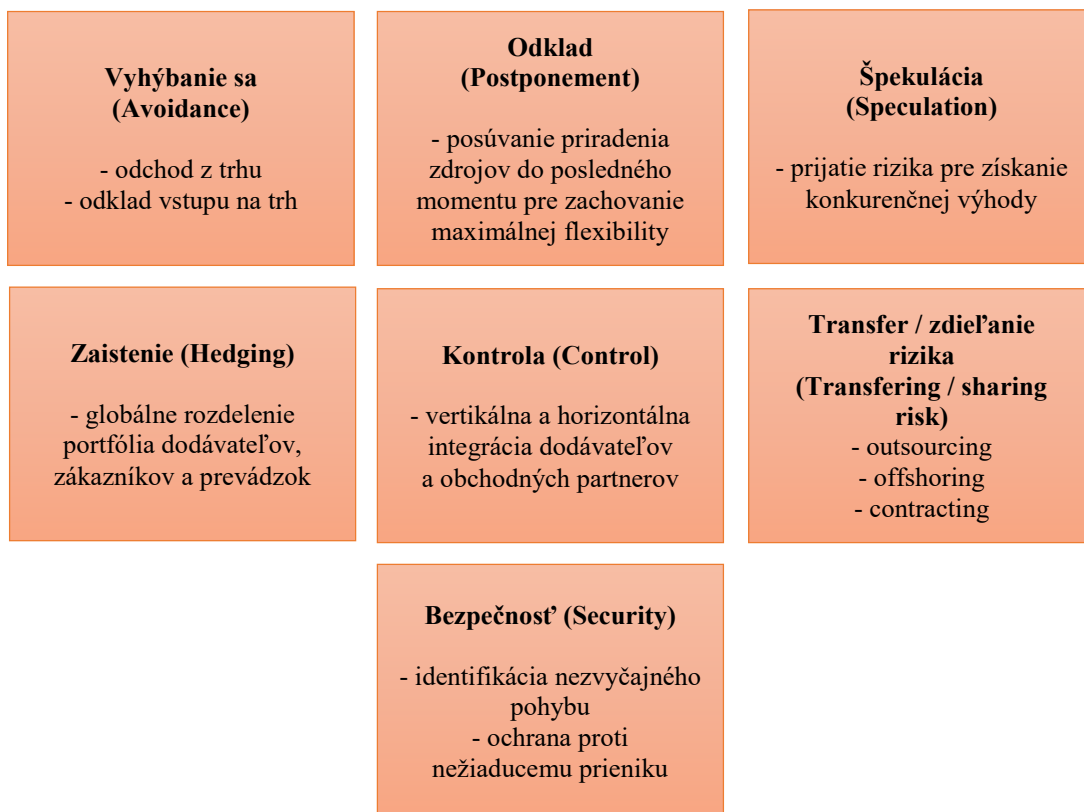 Vyhýbanie sa
(Avoidance)
- odchod z trhu
- odklad vstupu na trh
Odklad
(Postponement)
- posúvanie priradenia
zdrojov do posledného
momentu pre zachovanie
maximálnej flexibility
Špekulácia
(Speculation)
- prijatie rizika pre získanie
konkurenčnej výhody
Zaistenie (Hedging)
- globálne rozdelenie
portfólia dodávateľov,
zákazníkov a prevádzok
Kontrola (Control)
- vertikálna a horizontálna
integrácia dodávateľov
a obchodných partnerov
Transfer / zdieľanie
rizika
(Transfering / sharing
risk)
- outsourcing
- offshoring
- contracting
Bezpečnosť (Security)
- identifikácia nezvyčajného
pohybu
- ochrana proti
nežiaducemu prieniku